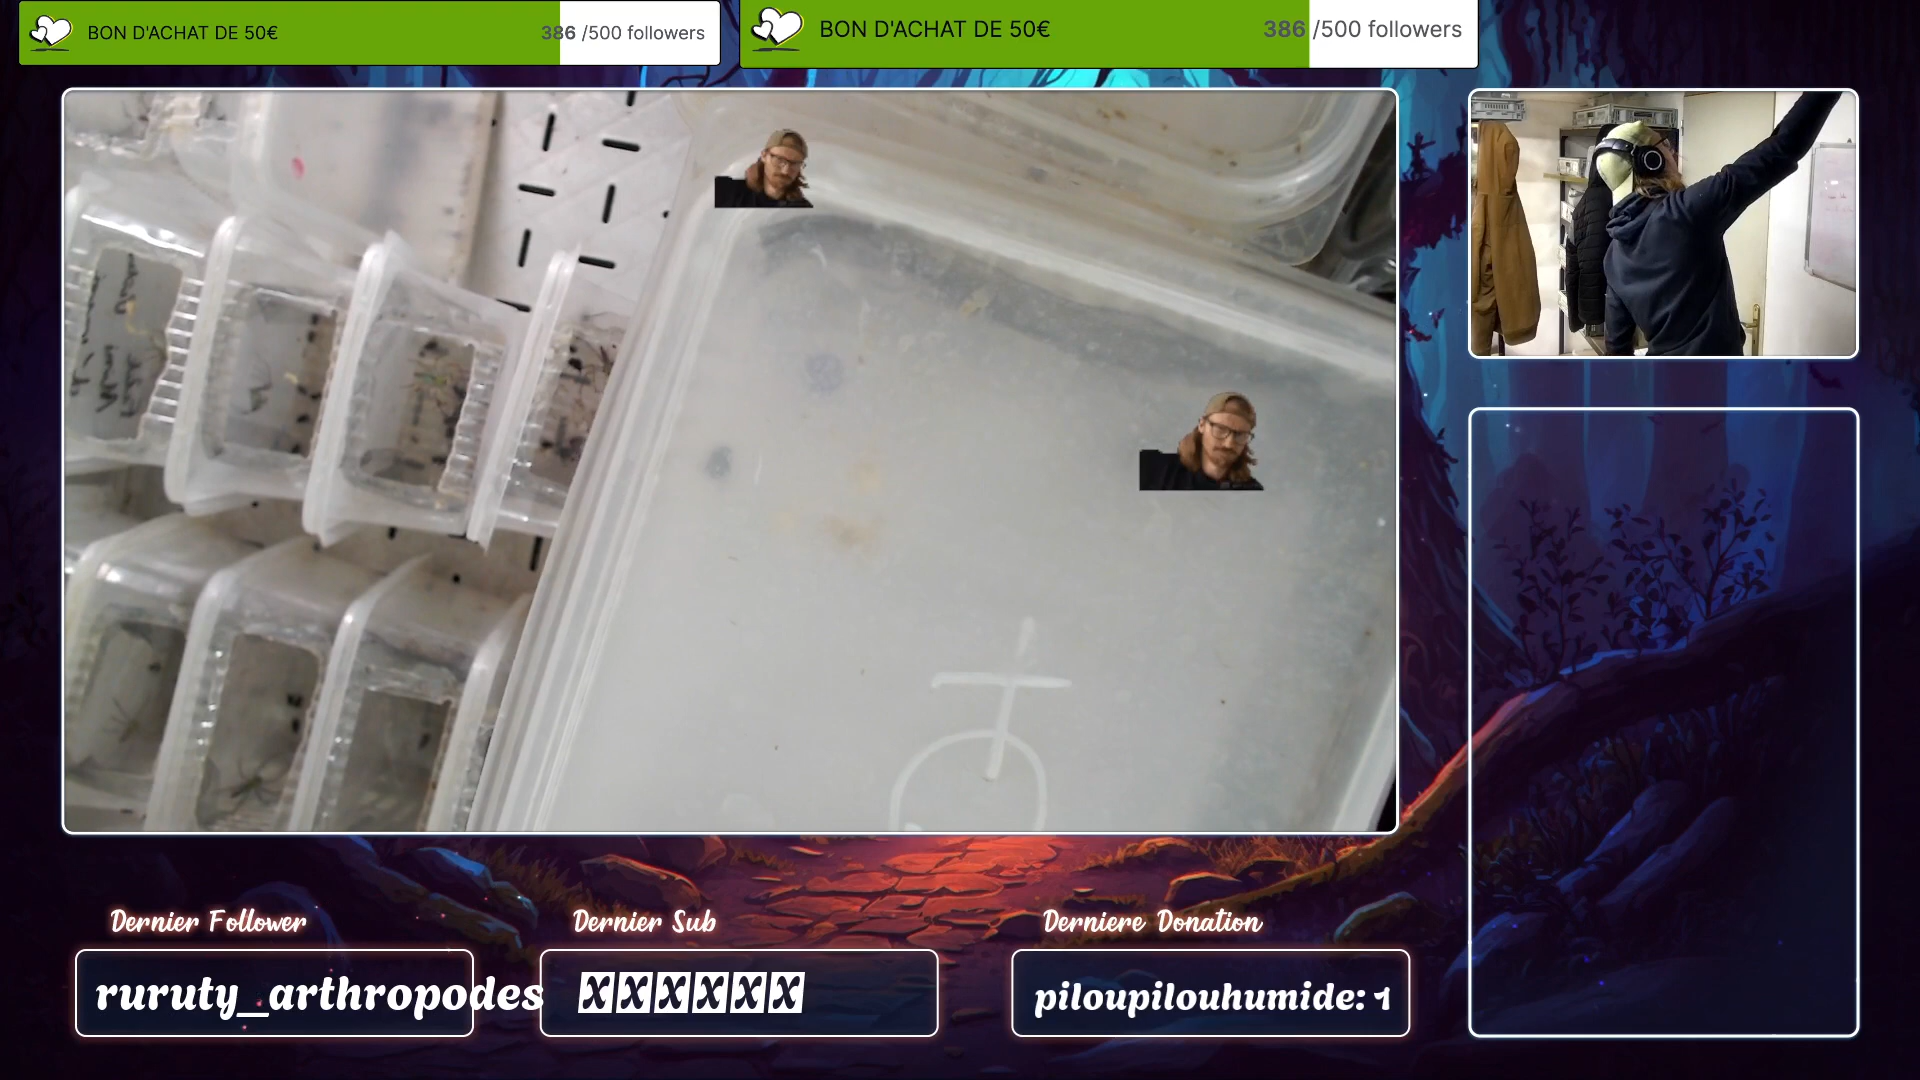 BON D'ACHAT DE 50€ 386 /500 followers
BON D'ACHAT DE 50€ 386 /500 followers
Dernier Follower
ruruty_arthropodes
Dernier Sub
Derniere Donation
piloupilouhumide: 1